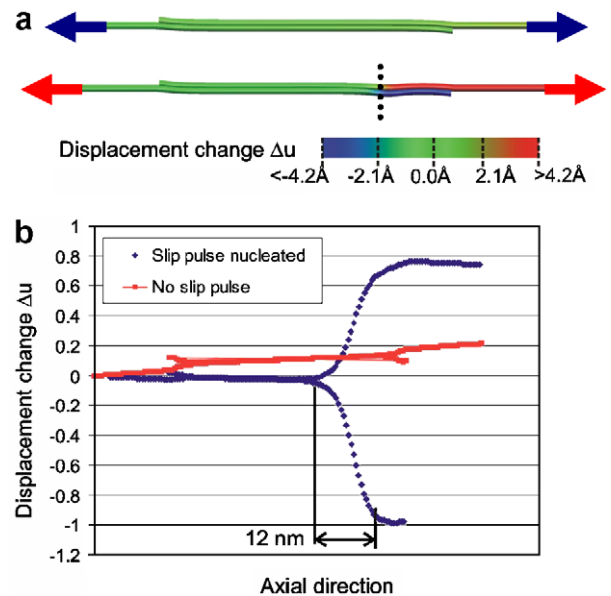 a
Displacement change Δu
<-4.2Å -2.1Å 0.0Å 2.1Å >4.2Å
b
Displacement change Δu
1
0.8
0.6
0.4
0.2
0
-0.2
-0.4
-0.6
-0.8
-1
-1.2
Slip pulse nucleated
No slip pulse
12 nm
Axial direction